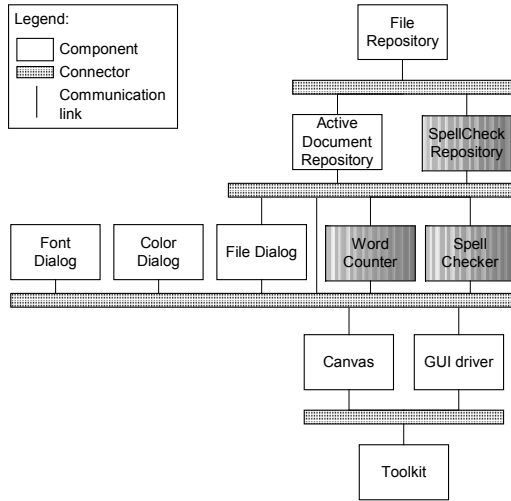 Legend:
Component
Connector
Communication
link
File
Repository
Active
Document
Repository
SpellCheck
Repository
Font
Dialog
Color
Dialog
File Dialog
Word
Counter
Spell
Checker
Canvas
GUI driver
Toolkit